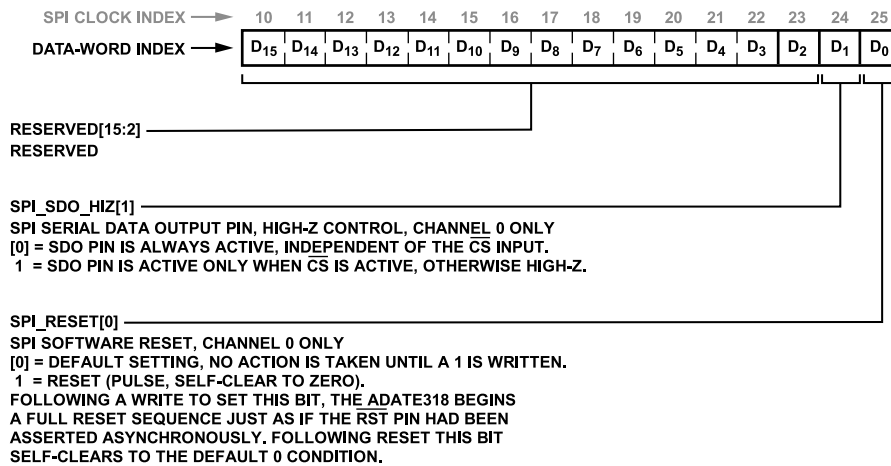 SPI CLOCK INDEX 10 11 12 13 14 15 16 17 18 19 20 21 22 23 24 25
DATA-WORD INDEX D15 D14 D13 D12 D11 D10 D9 D8 D7 D6 D5 D4 D3 D2 D1 D0
RESERVED[15:2]
RESERVED
SPI_SDO_HIZ[1]
SPI SERIAL DATA OUTPUT PIN, HIGH-Z CONTROL, CHANNEL 0 ONLY
[0] = SDO PIN IS ALWAYS ACTIVE, INDEPENDENT OF THE C̅S̅ INPUT.
1 = SDO PIN IS ACTIVE ONLY WHEN C̅S̅ IS ACTIVE, OTHERWISE HIGH-Z.
SPI_RESET[0]
SPI SOFTWARE RESET, CHANNEL 0 ONLY
[0] = DEFAULT SETTING, NO ACTION IS TAKEN UNTIL A 1 IS WRITTEN.
1 = RESET (PULSE, SELF-CLEAR TO ZERO).
FOLLOWING A WRITE TO SET THIS BIT, THE ADATE318 BEGINS
A FULL RESET SEQUENCE JUST AS IF THE R̅S̅T̅ PIN HAD BEEN
ASSERTED ASYNCHRONOUSLY. FOLLOWING RESET THIS BIT
SELF-CLEARS TO THE DEFAULT 0 CONDITION.